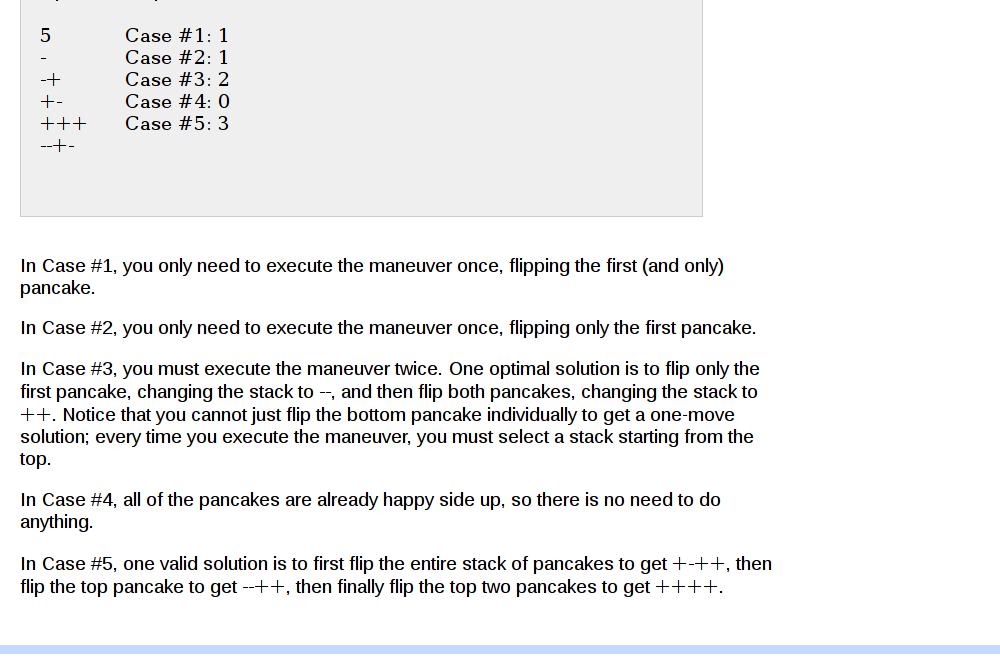 5 Case #1: 1
- Case #2: 1
-+ Case #3: 2
+- Case #4: 0
+++ Case #5: 3
--+-
In Case #1, you only need to execute the maneuver once, flipping the first (and only)
pancake.
In Case #2, you only need to execute the maneuver once, flipping only the first pancake.
In Case #3, you must execute the maneuver twice. One optimal solution is to flip only the
first pancake, changing the stack to --, and then flip both pancakes, changing the stack to
++. Notice that you cannot just flip the bottom pancake individually to get a one-move
solution; every time you execute the maneuver, you must select a stack starting from the
top.
In Case #4, all of the pancakes are already happy side up, so there is no need to do
anything.
In Case #5, one valid solution is to first flip the entire stack of pancakes to get +-++, then
flip the top pancake to get --++, then finally flip the top two pancakes to get ++++.